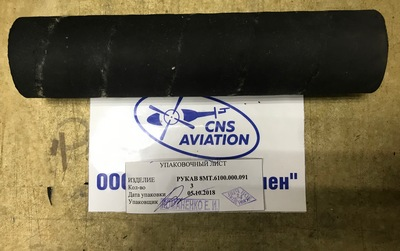 CNS
AVIATION
УПАКОВОЧНЫЙ ЛИСТ
ИЗДЕЛИЕ РУКАВ 8МТ.6100.000.091
Кол-во 3
Дата упаковки 05.10.2018
Упаковщик
ООО ен"